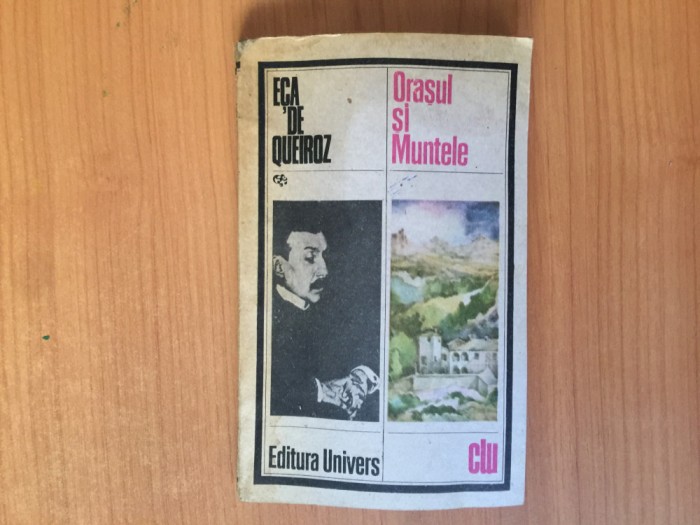 EÇA
DE
QUEIROZ
Orașul
și
Muntele
Editura Univers
clu